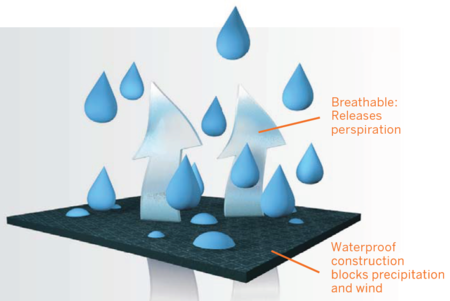 Breathable:
Releases
perspiration
Waterproof
construction
blocks precipitation
and wind